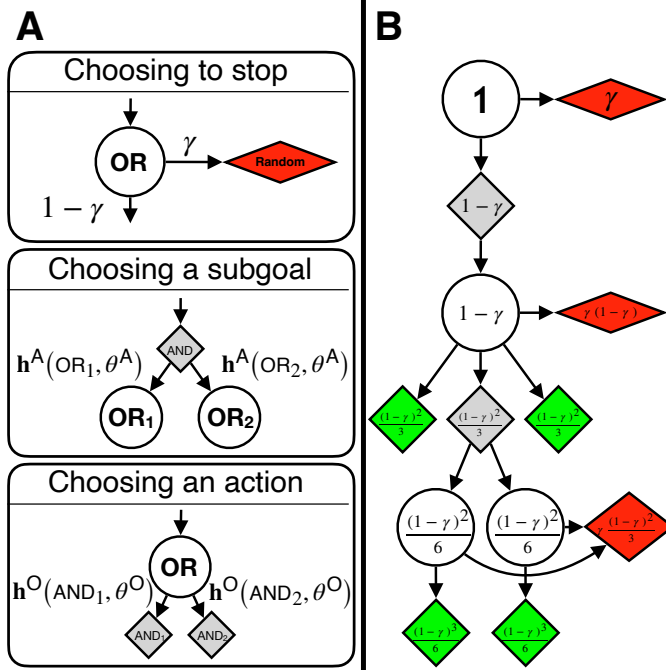 A
Choosing to stop
OR
γ
Random
1 − γ
Choosing a subgoal
AND
h^A(OR₁, θ^A)
h^A(OR₂, θ^A)
OR₁
OR₂
Choosing an action
OR
h^O(AND₁, θ^O)
h^O(AND₂, θ^O)
AND₁
AND₂
B
1
γ
1 − γ
1 − γ
γ (1 − γ)
(1 − γ)²/3
(1 − γ)²/3
(1 − γ)²/3
(1 − γ)²/6
(1 − γ)²/6
γ (1 − γ)²/3
(1 − γ)³/6
(1 − γ)³/6